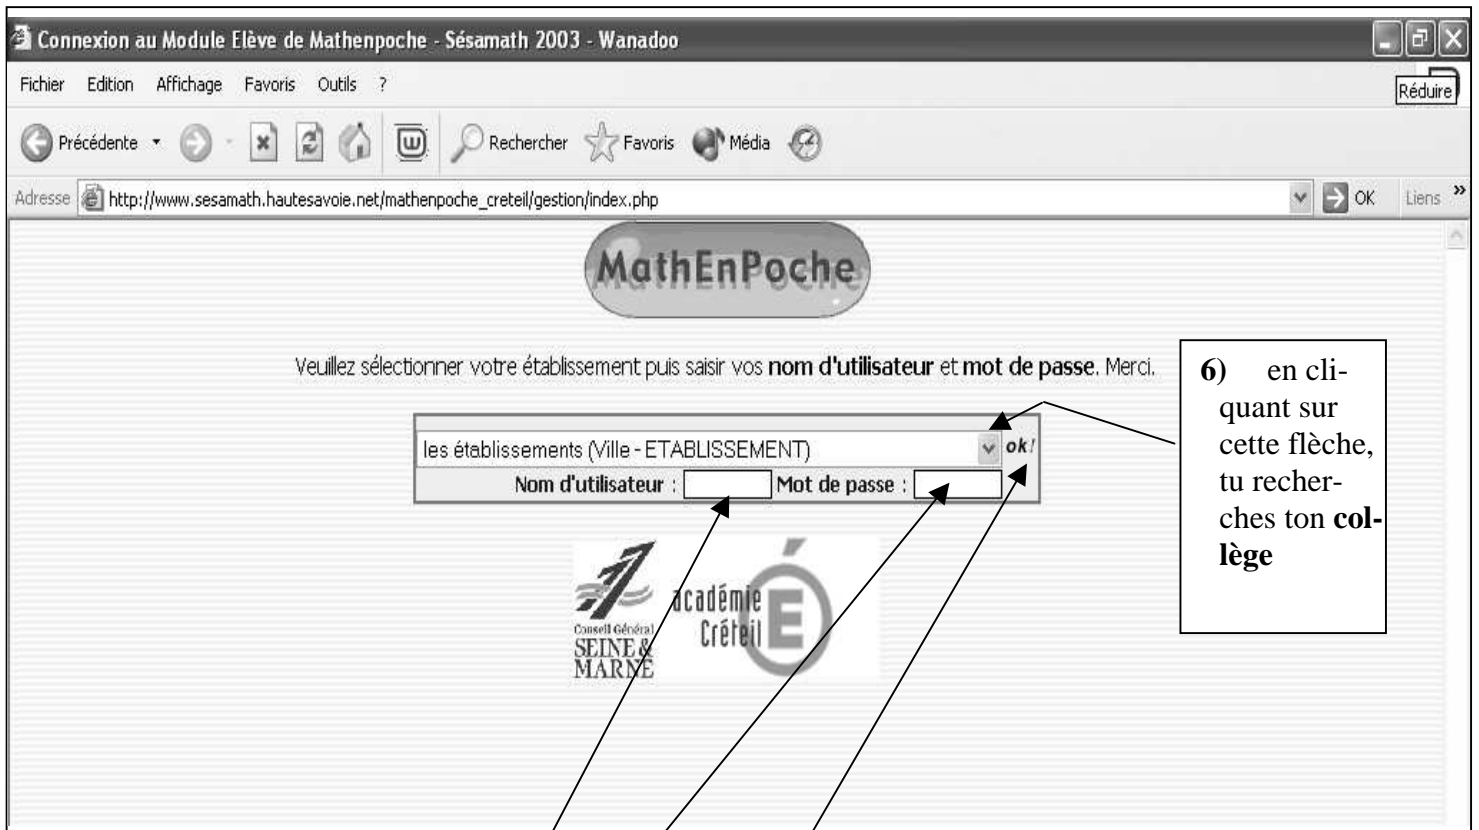 Connexion au Module Elève de Mathenpoche - Sésamath 2003 - Wanadoo
Fichier Edition Affichage Favoris Outils ?
Réduire
Précédente Rechercher Favoris Média
Adresse http://www.sesamath.hautesavoie.net/mathenpoche_creteil/gestion/index.php OK Liens »
MathEnPoche
Veuillez sélectionner votre établissement puis saisir vos nom d'utilisateur et mot de passe. Merci.
les établissements (Ville - ETABLISSEMENT) ok!
Nom d'utilisateur : Mot de passe :
6) en cli-
quant sur
cette flèche,
tu recher-
ches ton col-
lège
Conseil Général
SEINE &
MARNE
académie
Créteil